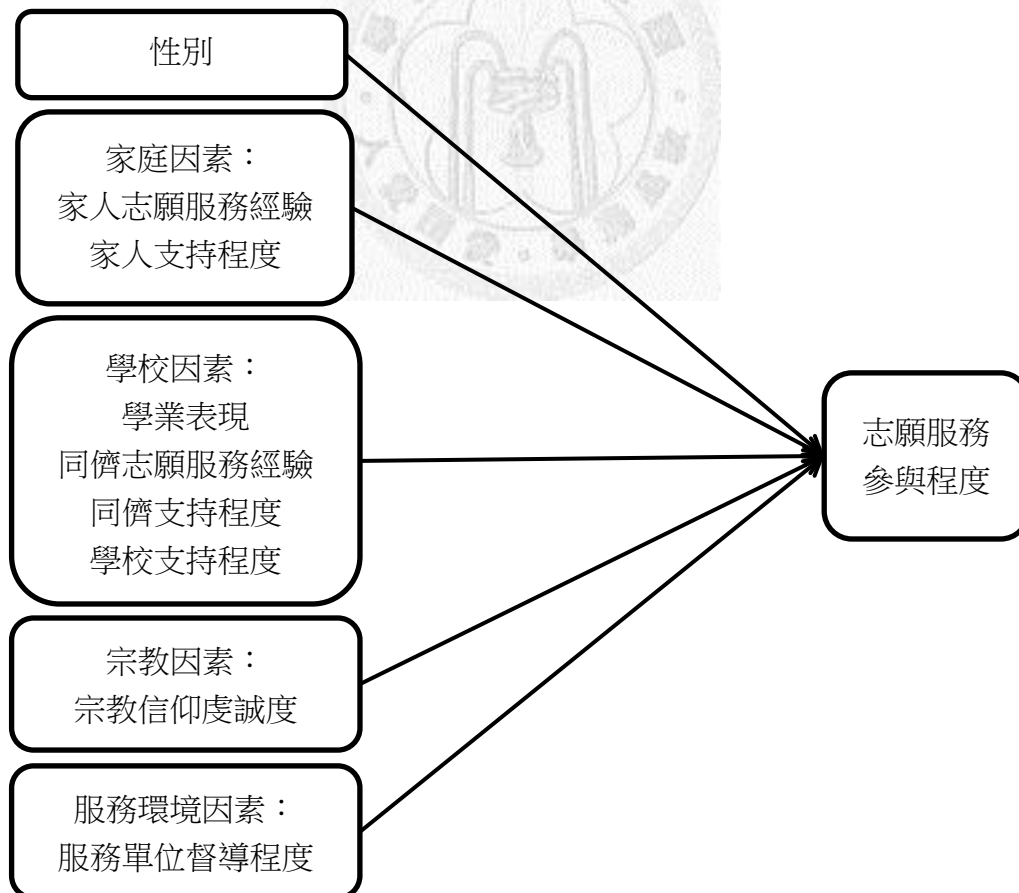 性別
家庭因素：
家人志願服務經驗
家人支持程度
學校因素：
學業表現
同儕志願服務經驗
同儕支持程度
學校支持程度
宗教因素：
宗教信仰虔誠度
服務環境因素：
服務單位督導程度
志願服務
參與程度